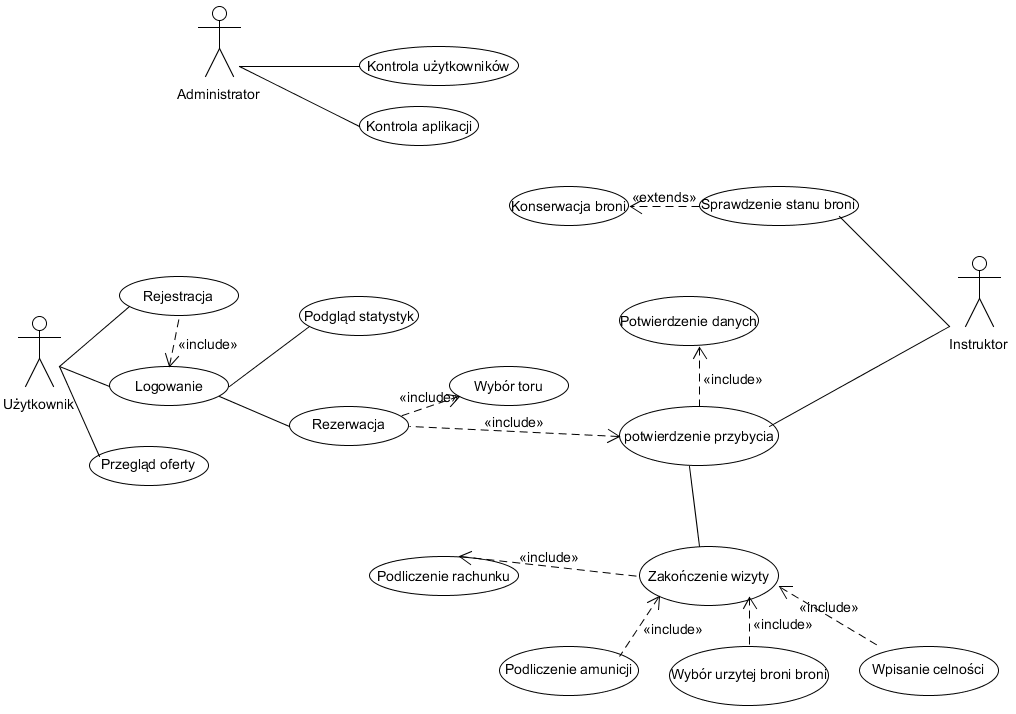 Kontrola użytkowników
Administrator
Kontrola aplikacji
«extends»
Konserwacja broni
Sprawdzenie stanu broni
Rejestracja
Podgląd statystyk
Potwierdzenie danych
Instruktor
«include»
Użytkownik
Logowanie
Wybór toru
«include»
«include»
Rezerwacja
«include»
potwierdzenie przybycia
Przegląd oferty
«include»
Podliczenie rachunku
Zakończenie wizyty
«include»
«include»
«include»
Podliczenie amunicji
Wybór urzytej broni broni
Wpisanie celności